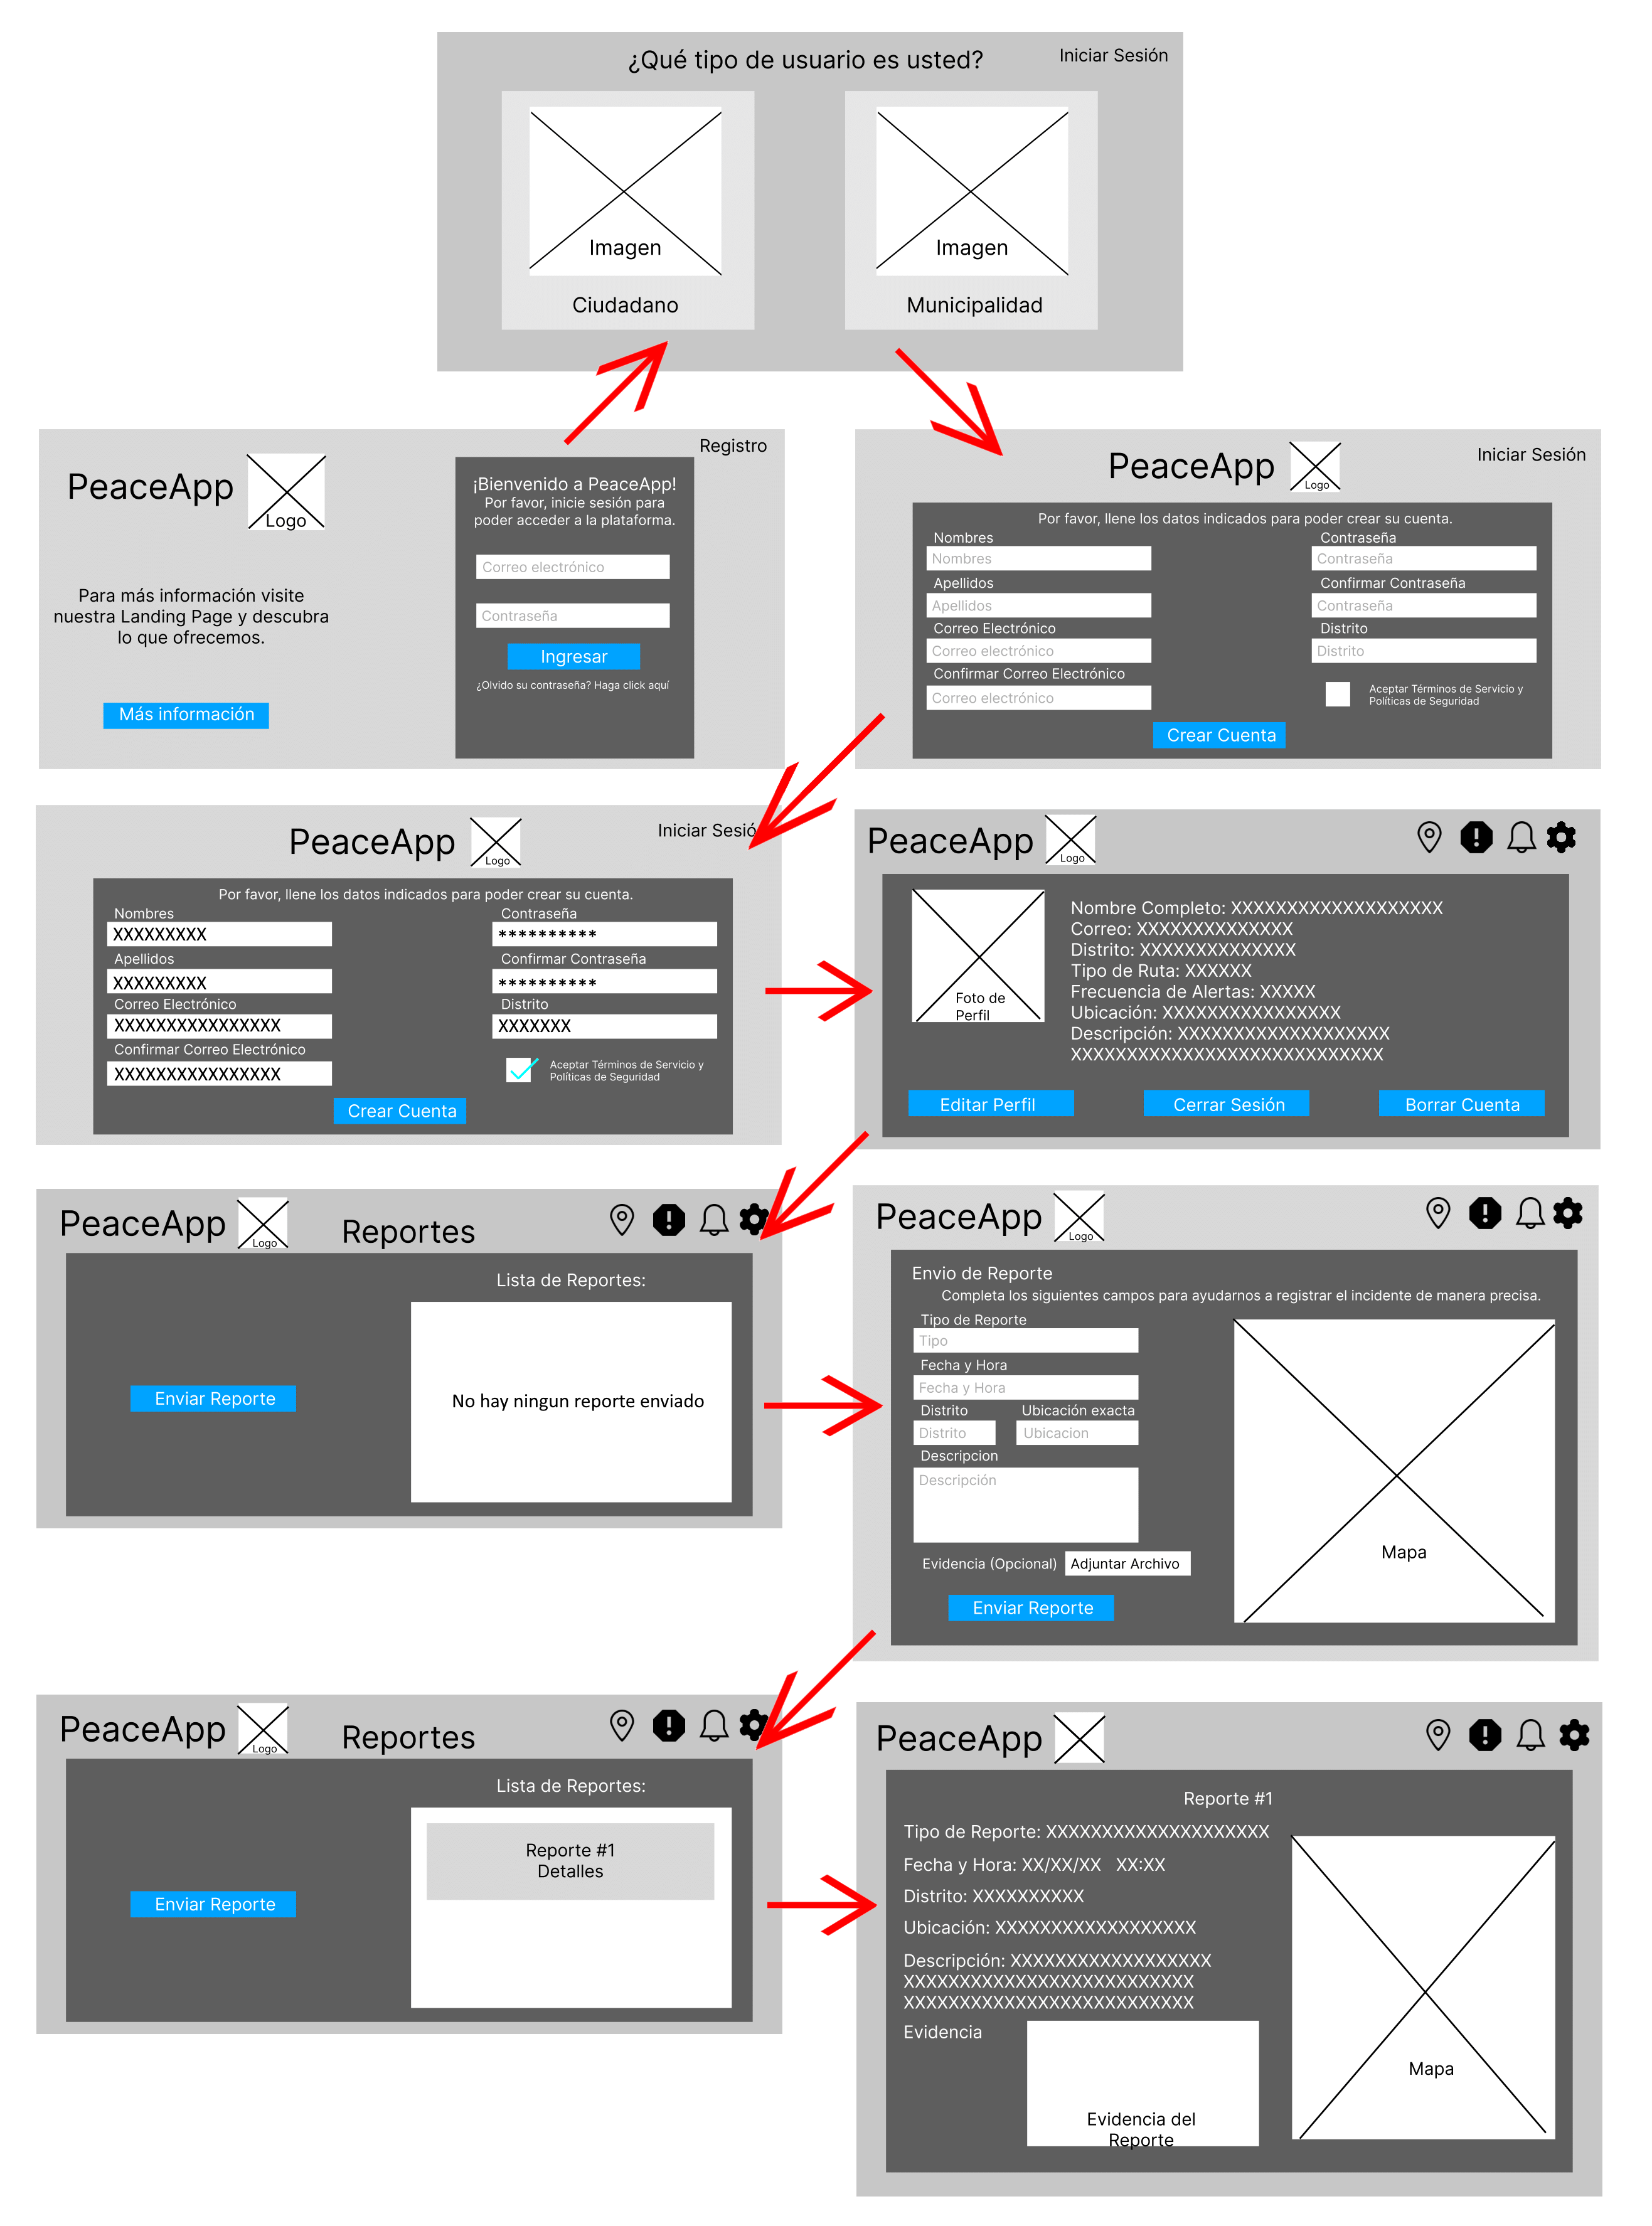 ¿Qué tipo de usuario es usted?
Iniciar Sesión
Imagen
Imagen
Ciudadano
Municipalidad
Registro
PeaceApp
Logo
Para más información visite
nuestra Landing Page y descubra
lo que ofrecemos.
Más información
¡Bienvenido a PeaceApp!
Por favor, inicie sesión para
poder acceder a la plataforma.
Correo electrónico
Contraseña
Ingresar
¿Olvido su contraseña? Haga click aquí
PeaceApp
Logo
Iniciar Sesión
Por favor, llene los datos indicados para poder crear su cuenta.
Nombres
Nombres
Apellidos
Apellidos
Correo Electrónico
Correo electrónico
Confirmar Correo Electrónico
Correo electrónico
Contraseña
Contraseña
Confirmar Contraseña
Contraseña
Distrito
Distrito
Aceptar Términos de Servicio y
Políticas de Seguridad
Crear Cuenta
PeaceApp
Logo
Iniciar Sesió
Por favor, llene los datos indicados para poder crear su cuenta.
Nombres
XXXXXXXXX
Apellidos
XXXXXXXXX
Correo Electrónico
XXXXXXXXXXXXXXXX
Confirmar Correo Electrónico
XXXXXXXXXXXXXXXX
Contraseña
**********
Confirmar Contraseña
**********
Distrito
XXXXXXX
Aceptar Términos de Servicio y
Políticas de Seguridad
Crear Cuenta
PeaceApp
Logo
Foto de
Perfil
Nombre Completo: XXXXXXXXXXXXXXXXXXX
Correo: XXXXXXXXXXXXXX
Distrito: XXXXXXXXXXXXXX
Tipo de Ruta: XXXXXX
Frecuencia de Alertas: XXXXX
Ubicación: XXXXXXXXXXXXXXXX
Descripción: XXXXXXXXXXXXXXXXXXX
XXXXXXXXXXXXXXXXXXXXXXXXXXXX
Editar Perfil
Cerrar Sesión
Borrar Cuenta
PeaceApp
Logo
Reportes
Lista de Reportes:
Enviar Reporte
No hay ningun reporte enviado
PeaceApp
Logo
Envio de Reporte
Completa los siguientes campos para ayudarnos a registrar el incidente de manera precisa.
Tipo de Reporte
Tipo
Fecha y Hora
Fecha y Hora
Distrito
Ubicación exacta
Distrito
Ubicacion
Descripcion
Descripción
Evidencia (Opcional)
Adjuntar Archivo
Enviar Reporte
Mapa
PeaceApp
Logo
Reportes
Lista de Reportes:
Reporte #1
Detalles
Enviar Reporte
PeaceApp
Reporte #1
Tipo de Reporte: XXXXXXXXXXXXXXXXXXXX
Fecha y Hora: XX/XX/XX XX:XX
Distrito: XXXXXXXXXX
Ubicación: XXXXXXXXXXXXXXXXXX
Descripción: XXXXXXXXXXXXXXXXXX
XXXXXXXXXXXXXXXXXXXXXXXXXX
XXXXXXXXXXXXXXXXXXXXXXXXXX
Evidencia
Evidencia del
Reporte
Mapa